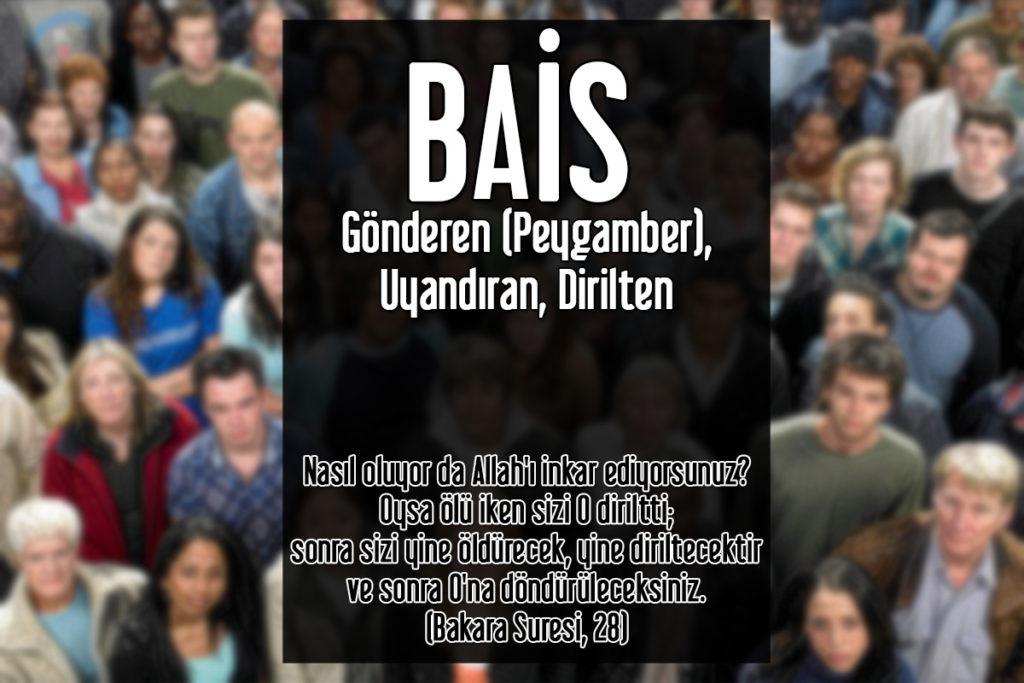 BAİS
Gönderen (Peygamber),
Uyandıran, Dirilten
Nasıl oluyor da Allah'ı inkar ediyorsunuz?
Oysa ölü iken sizi O diriltti;
sonra sizi yine öldürecek, yine diriltecektir
ve sonra O'na döndürüleceksiniz.
(Bakara Suresi, 28)